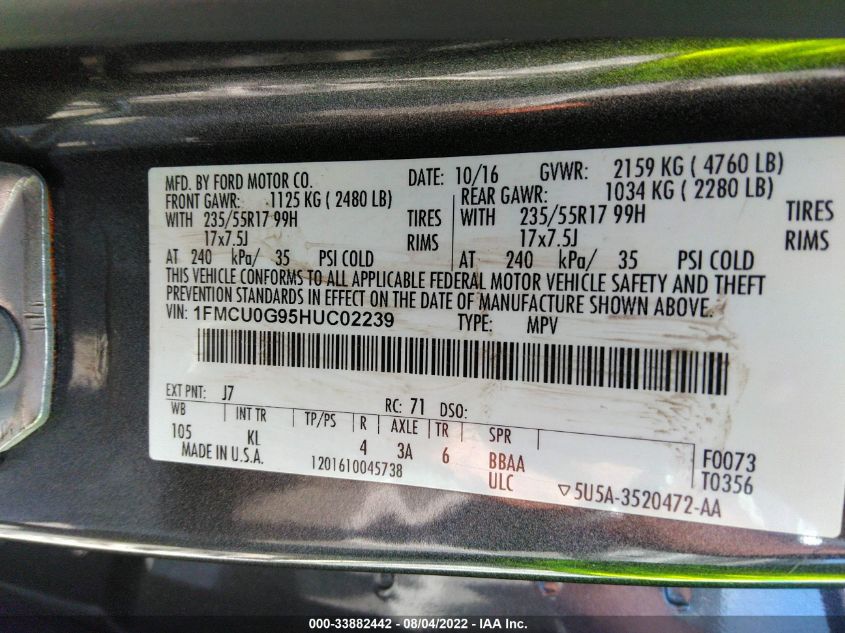 MFD. BY FORD MOTOR CO. DATE: 10/16 GVWR: 2159 KG ( 4760 LB)
FRONT GAWR: 1125 KG ( 2480 LB) REAR GAWR: 1034 KG ( 2280 LB)
WITH 235/55R17 99H TIRES WITH 235/55R17 99H TIRES
17x7.5J RIMS 17x7.5J RIMS
AT 240 kPa/ 35 PSI COLD AT 240 kPa/ 35 PSI COLD
THIS VEHICLE CONFORMS TO ALL APPLICABLE FEDERAL MOTOR VEHICLE SAFETY AND THEFT
PREVENTION STANDARDS IN EFFECT ON THE DATE OF MANUFACTURE SHOWN ABOVE.
VIN: 1FMCU0G95HUC02239 TYPE: MPV
EXT PNT: J7 RC: 71 DSO:
WB INT TR TP/PS R AXLE TR SPR
105 KL 4 3A 6 BBAA F0073
MADE IN U.S.A. 1201610045738 ULC T0356
▽5U5A-3520472-AA
000-33882442 - 08/04/2022 - IAA Inc.